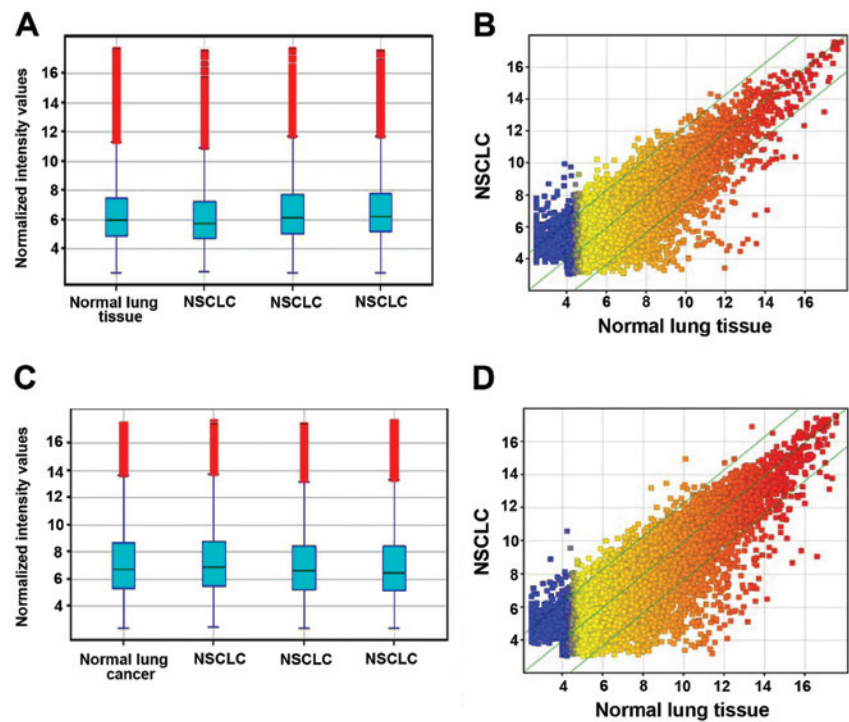 A
Normalized intensity values
16
14
12
10
8
6
4
Normal lung tissue
NSCLC
NSCLC
NSCLC
B
NSCLC
16
14
12
10
8
6
4
4 6 8 10 12 14 16
Normal lung tissue
C
Normalized intensity values
16
14
12
10
8
6
4
Normal lung cancer
NSCLC
NSCLC
NSCLC
D
NSCLC
16
14
12
10
8
6
4
4 6 8 10 12 14 16
Normal lung tissue